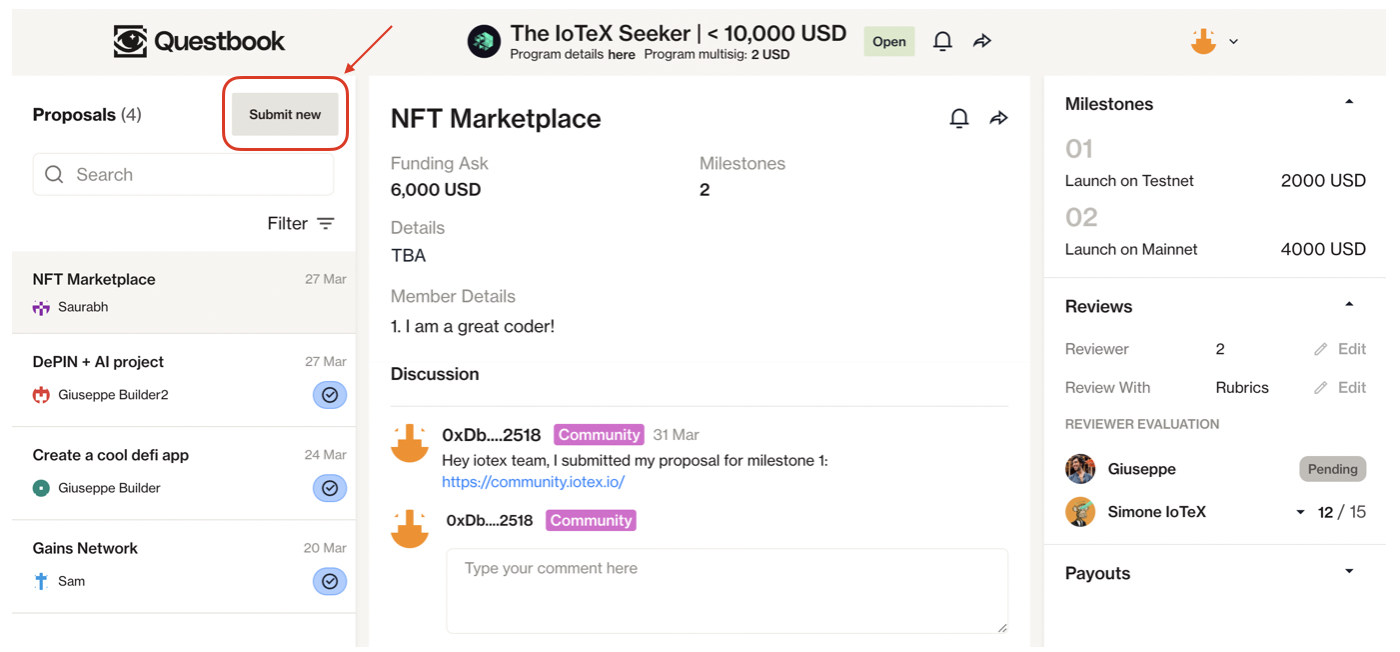 Questbook
The IoTeX Seeker | < 10,000 USD
Program details here Program multisig: 2 USD
Open
Proposals (4)
Submit new
Search
Filter
NFT Marketplace 27 Mar
Saurabh
DePIN + AI project 27 Mar
Giuseppe Builder2
Create a cool defi app 24 Mar
Giuseppe Builder
Gains Network 20 Mar
Sam
NFT Marketplace
Funding Ask Milestones
6,000 USD 2
Details
TBA
Member Details
1. I am a great coder!
Discussion
0xDb....2518 Community 31 Mar
Hey iotex team, I submitted my proposal for milestone 1:
https://community.iotex.io/
0xDb....2518 Community
Type your comment here
Milestones
01
Launch on Testnet 2000 USD
02
Launch on Mainnet 4000 USD
Reviews
Reviewer 2 Edit
Review With Rubrics Edit
REVIEWER EVALUATION
Giuseppe Pending
Simone IoTeX 12 / 15
Payouts